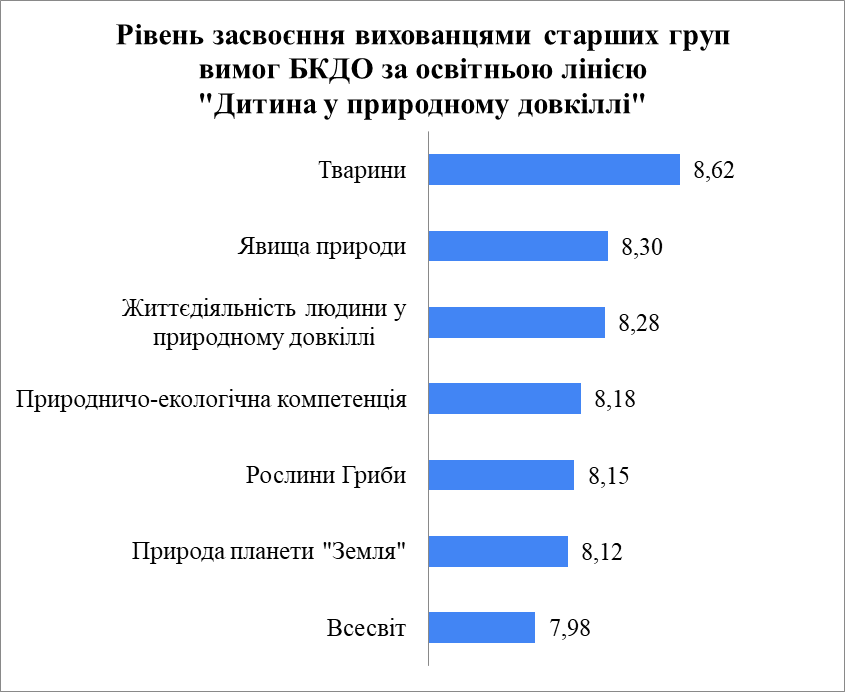 Рівень засвоєння вихованцями старших груп
вимог БКДО за освітньою лінією
"Дитина у природному довкіллі"
Тварини 8,62
Явища природи 8,30
Життєдіяльність людини у
природному довкіллі 8,28
Природничо-екологічна компетенція 8,18
Рослини Гриби 8,15
Природа планети "Земля" 8,12
Всесвіт 7,98